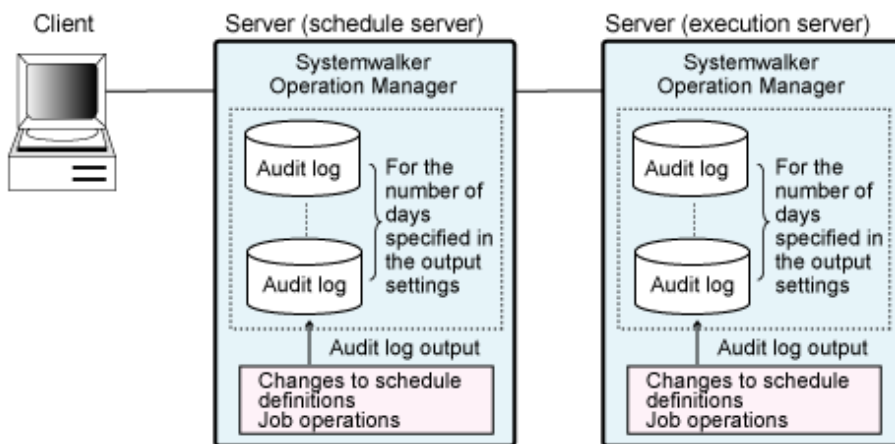 Client
Server (schedule server)
Systemwalker
Operation Manager
Audit log
Audit log
For the
number of
days
specified in
the output
settings
Audit log output
Changes to schedule
definitions
Job operations
Server (execution server)
Systemwalker
Operation Manager
Audit log
Audit log
For the
number of
days
specified in
the output
settings
Audit log output
Changes to schedule
definitions
Job operations